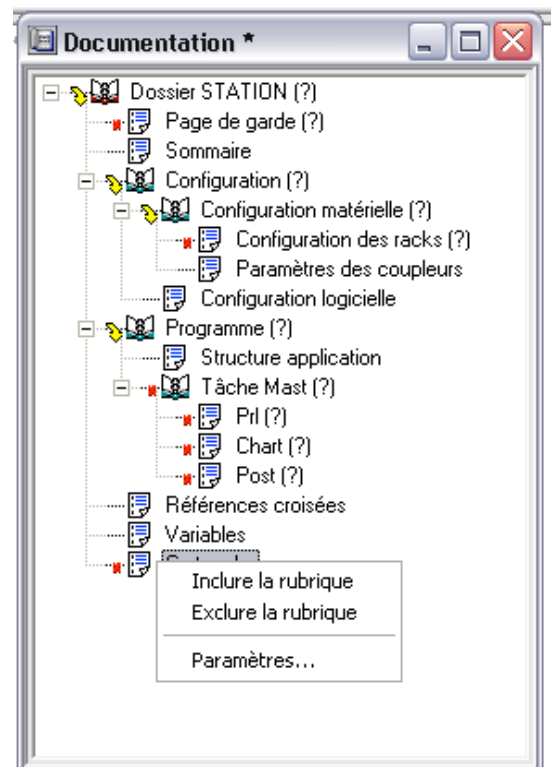 Documentation *
Dossier STATION (?)
Page de garde (?)
Sommaire
Configuration (?)
Configuration matérielle (?)
Configuration des racks (?)
Paramètres des coupleurs
Configuration logicielle
Programme (?)
Structure application
Tâche Mast (?)
Prl (?)
Chart (?)
Post (?)
Références croisées
Variables
Inclure la rubrique
Exclure la rubrique
Paramètres...